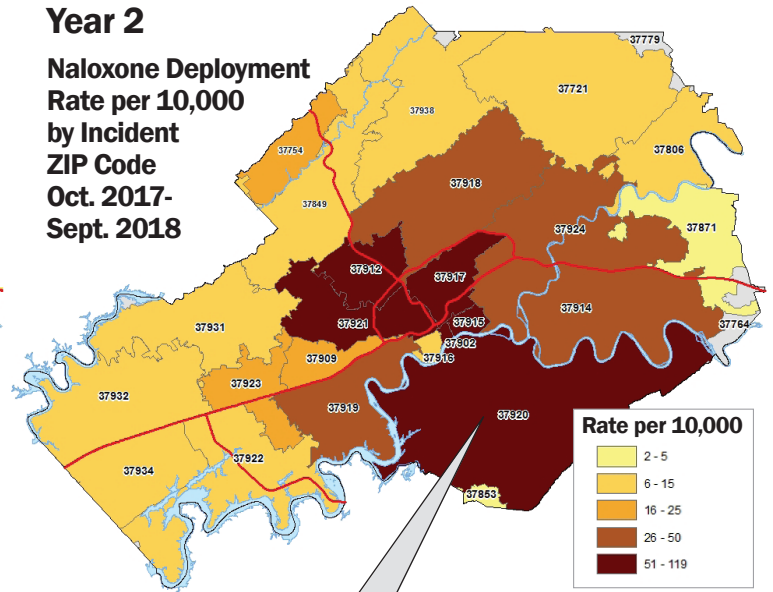 Year 2
Naloxone Deployment
Rate per 10,000
by Incident
ZIP Code
Oct. 2017-
Sept. 2018
37779
37721
37938
37754
37806
37918
37849
37924
37871
37912
37917
37914
37931
37921
37915
37764
37902
37909
37916
37923
37932
37919
37920
37922
37934
37853
Rate per 10,000
2 - 5
6 - 15
16 - 25
26 - 50
51 - 119